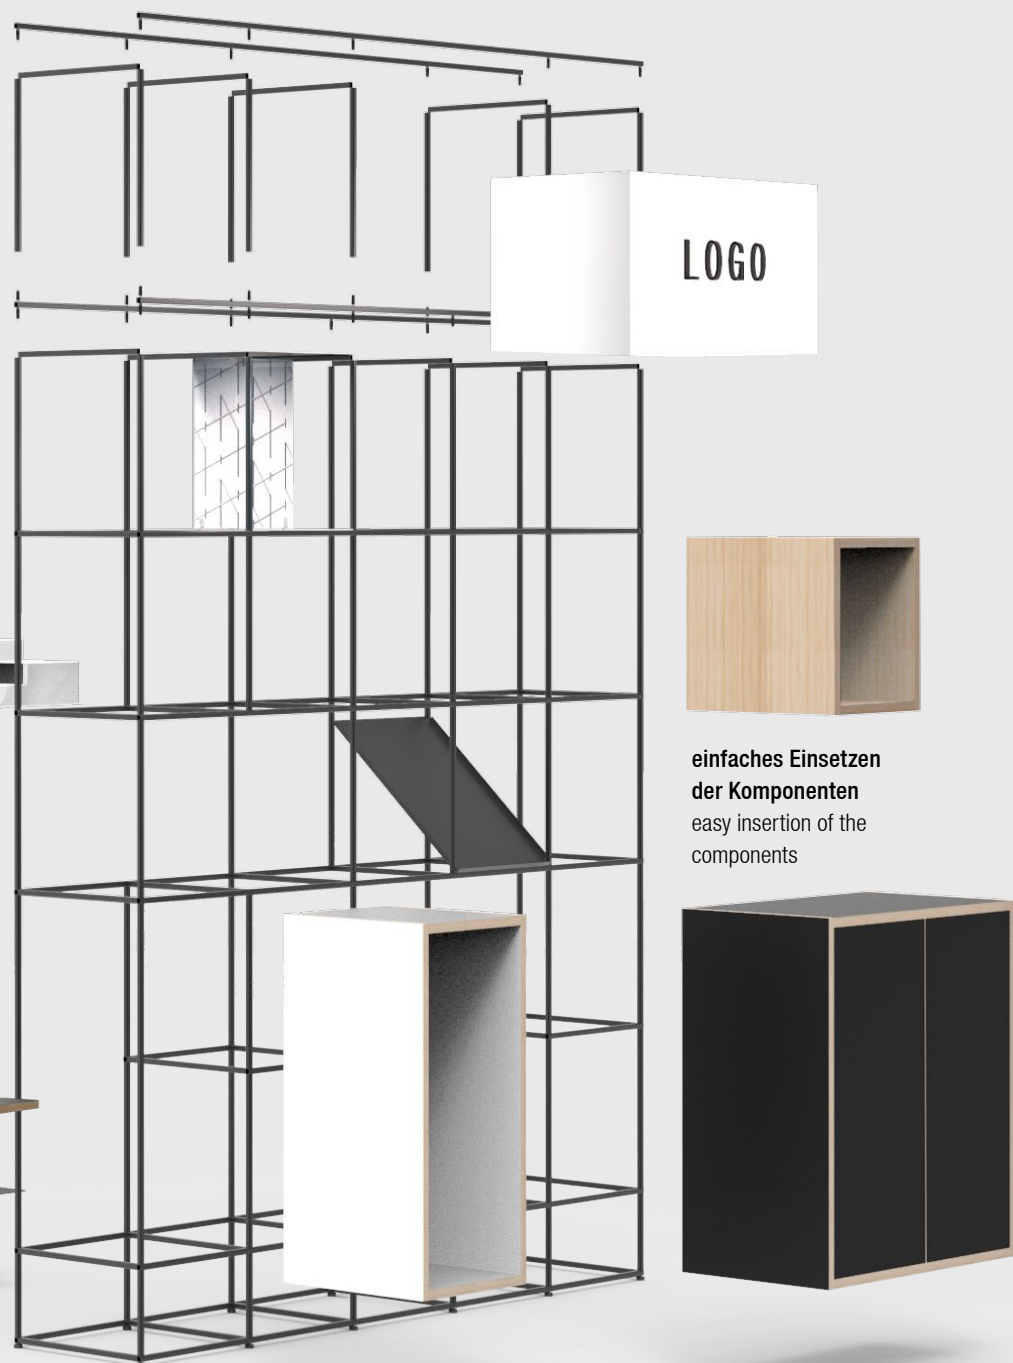 LOGO
einfaches Einsetzen
der Komponenten
easy insertion of the
components